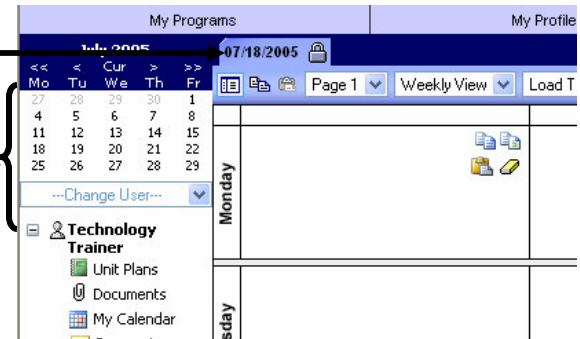 My Programs
My Profile
July 2005
07/18/2005
<< < Cur > >>
Mo Tu We Th Fr
27 28 29 30 1
4 5 6 7 8
11 12 13 14 15
18 19 20 21 22
25 26 27 28 29
Page 1
Weekly View
Load T
---Change User---
Monday
Technology
Trainer
Unit Plans
Documents
My Calendar
sday